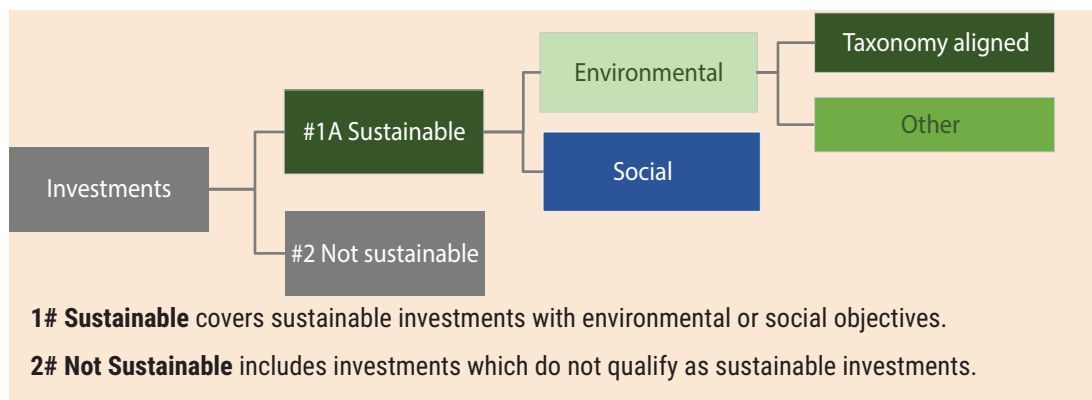 Taxonomy aligned
Environmental
Other
#1A Sustainable
Social
Investments
#2 Not sustainable
1# Sustainable covers sustainable investments with environmental or social objectives.
2# Not Sustainable includes investments which do not qualify as sustainable investments.